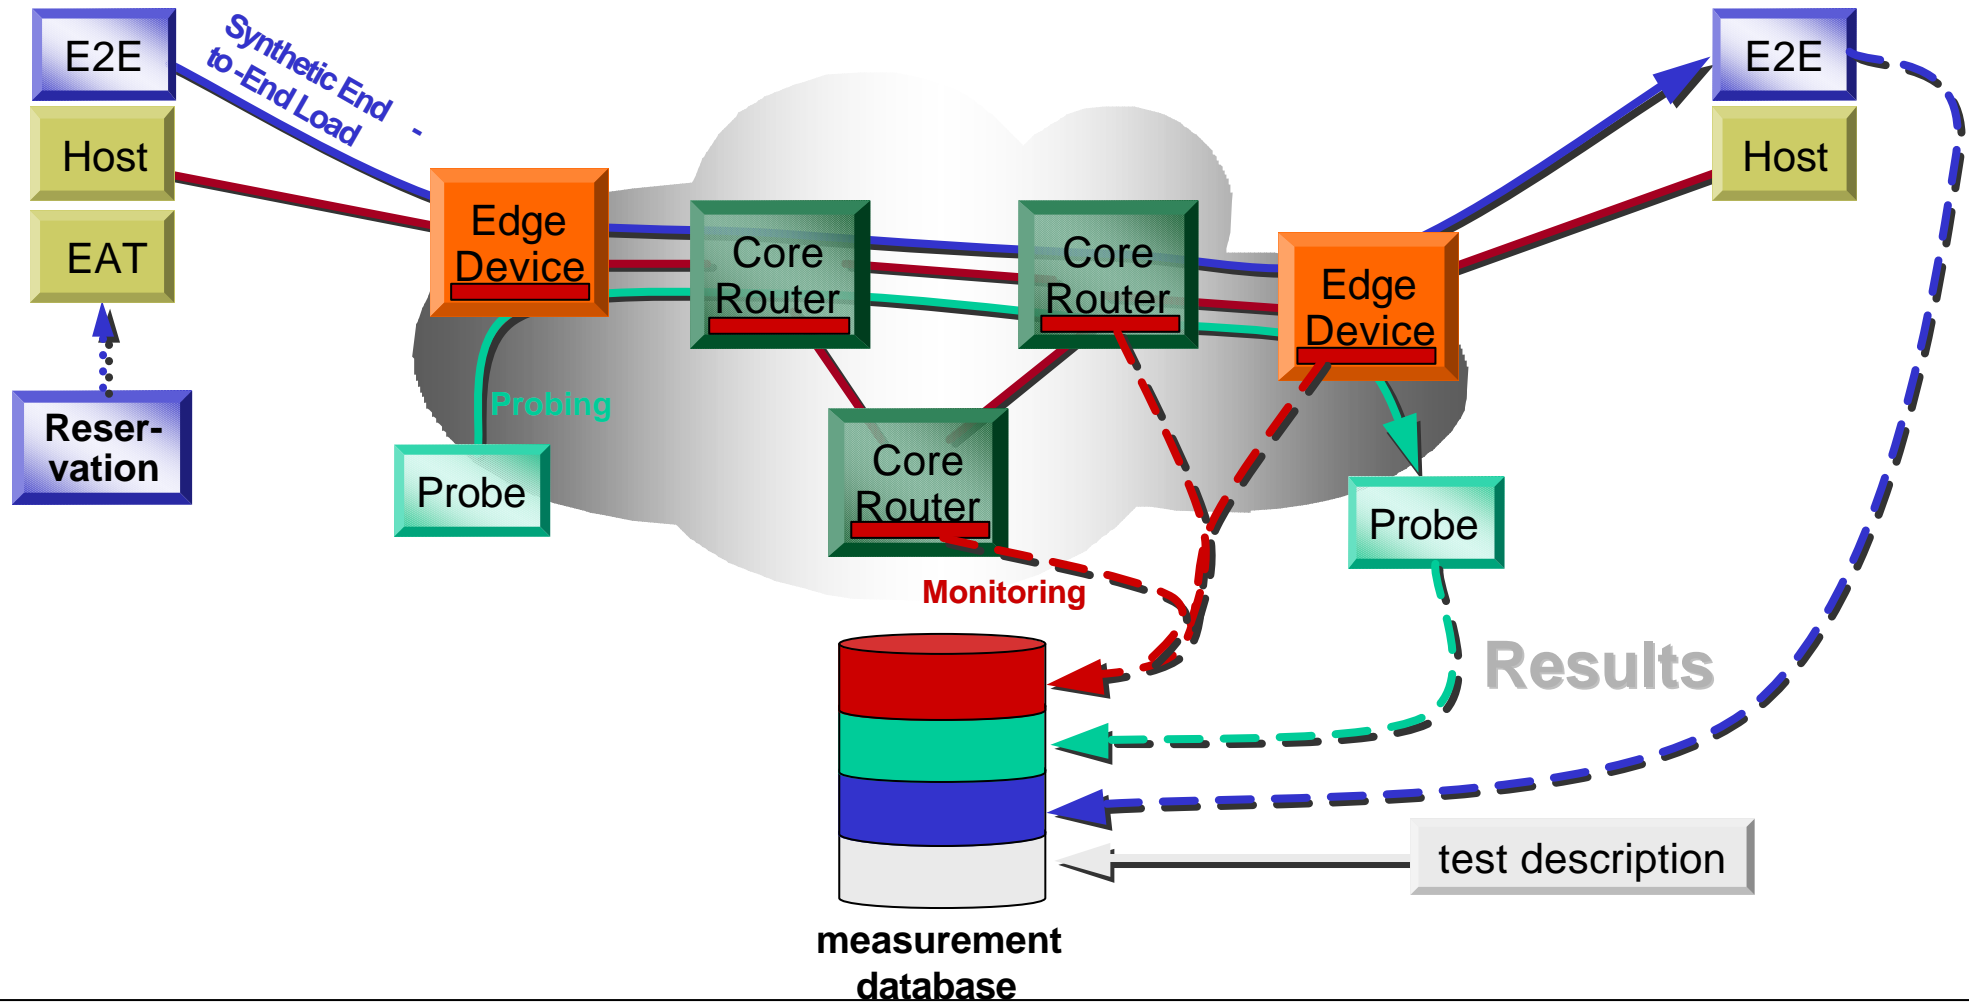 E2E
Synthetic End -
to -End Load
Host
EAT
Reser-
vation
Edge
Device
Probing
Probe
Core
Router
Core
Router
Core
Router
Monitoring
Edge
Device
Probe
E2E
Host
Results
test description
measurement
database